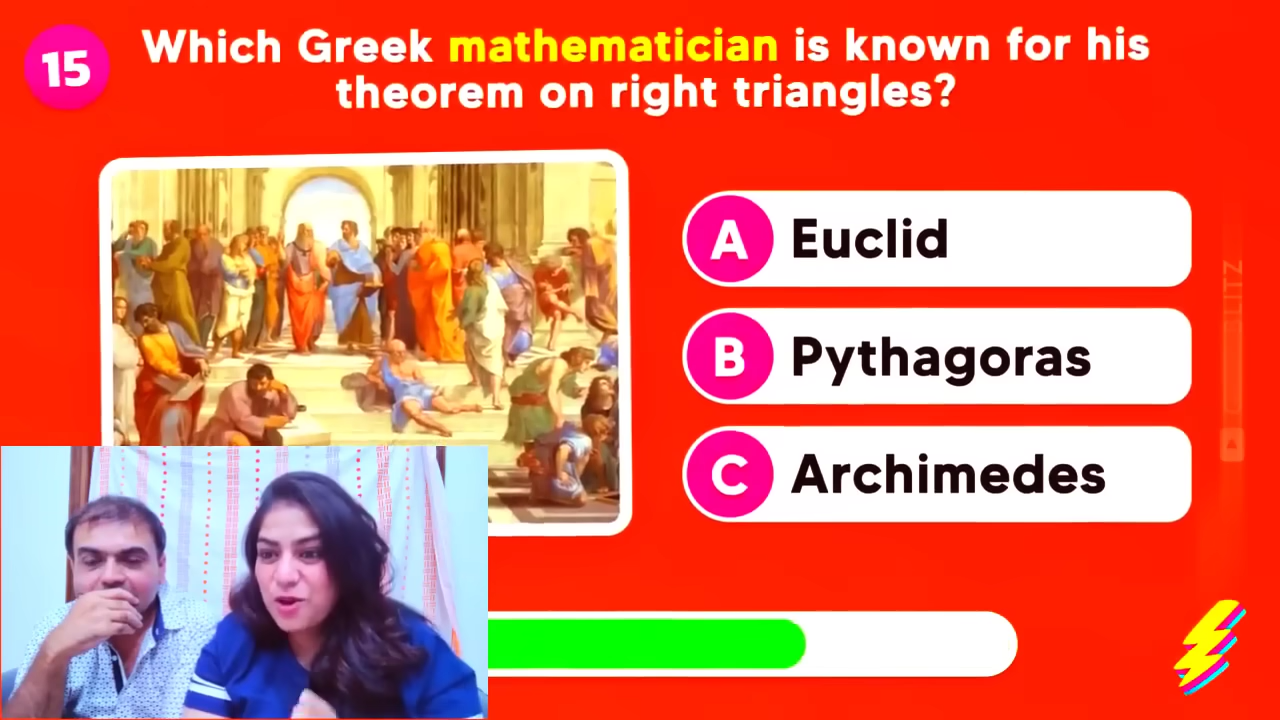 15
Which Greek mathematician is known for his
theorem on right triangles?
A Euclid
B Pythagoras
C Archimedes